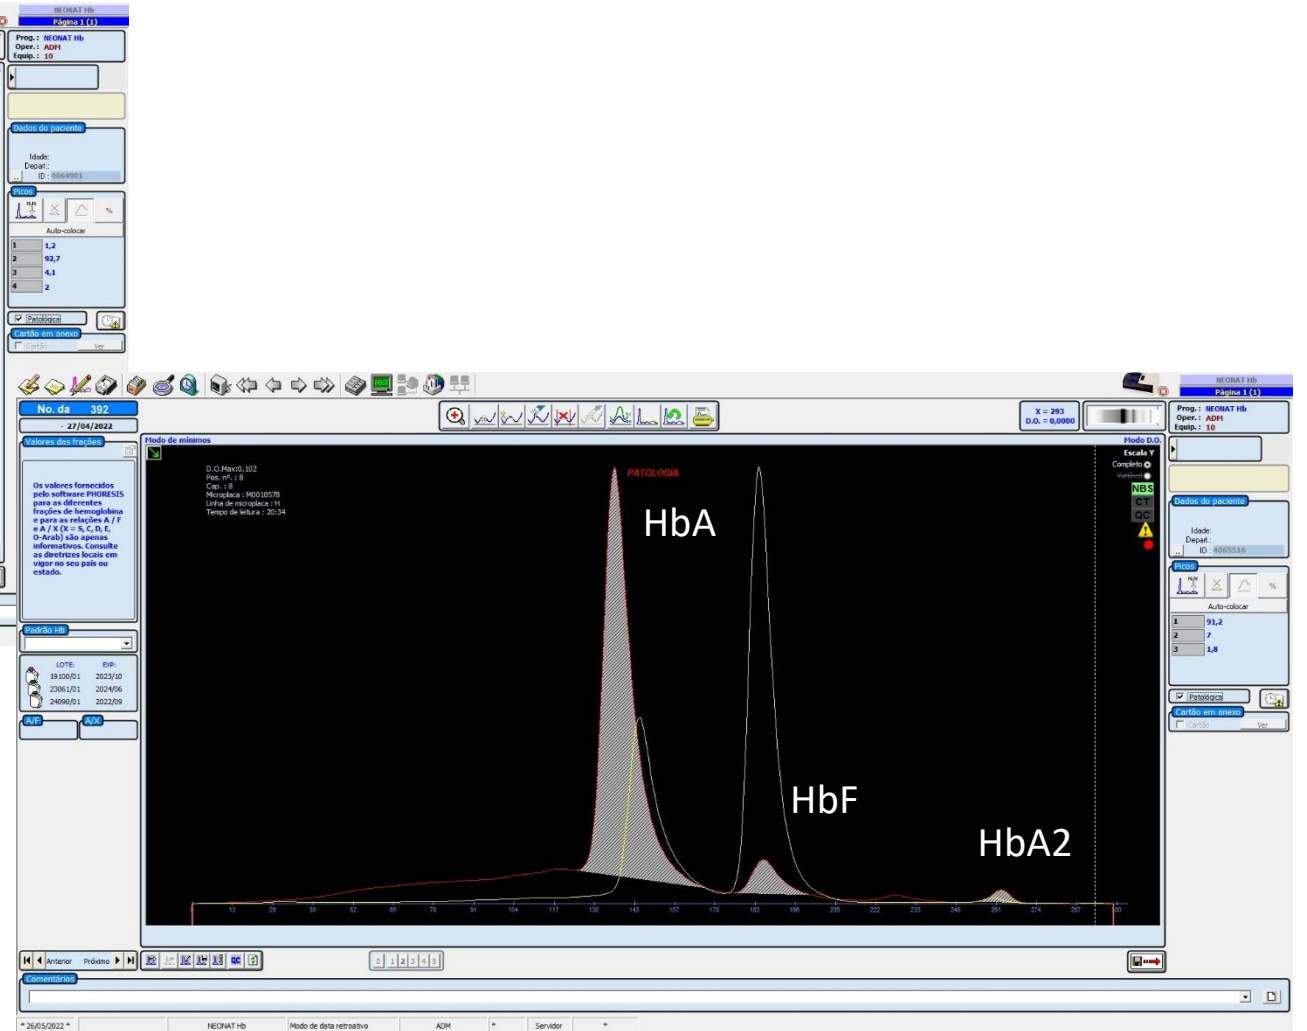 NEONAT Hb
Página 1 (1)
Prog.: NEONAT Hb
Oper.: ADM
Equip.: 10
Dados do paciente
Idade:
Depart.:
ID : 4064901
Picos
%
Auto-colocar
1 1,2
2 92,7
3 4,1
4 2
Patológica
Cartão em anexo
Cartão Ver
HOST
No. da 392
- 27/04/2022
X = 293
D.O. = 0,0000
NEONAT Hb
Página 1 (1)
Prog.: NEONAT Hb
Oper.: ADM
Equip.: 10
Valores das frações
Os valores fornecidos
pelo software PHORESIS
para as diferentes
frações de hemoglobina
e para as relações A / F
e A / X (X = S, C, D, E,
O-Arab) são apenas
informativos. Consulte
as diretrizes locais em
vigor no seu país ou
estado.
Padrão Hb
LOTE: EXP:
19100/01 2023/10
23061/01 2024/06
24090/01 2022/09
A/F A/X
Modo de mínimos
Modo D.O.
D.O.Max:0,102
Pos. nº. : 8
Cap. : 8
Microplaca : M0010578
Linha de microplaca : H
Tempo de leitura : 20:34
PATOLOGIA
Escala Y
Completo
Variável
NBS
CT
QC
HbA
HbF
HbA2
13 26 39 52 65 78 91 104 117 130 143 157 170 183 196 209 222 235 248 261 274 287 300
Dados do paciente
Idade:
Depart.:
ID : 4065516
Picos
%
Auto-colocar
1 91,2
2 7
3 1,8
Patológica
Cartão em anexo
Cartão Ver
Anterior Próximo
QC
0 1 2 3 4 5
Comentários
* 26/05/2022 * NEONAT Hb Modo de data retroativo ADM * Servidor *